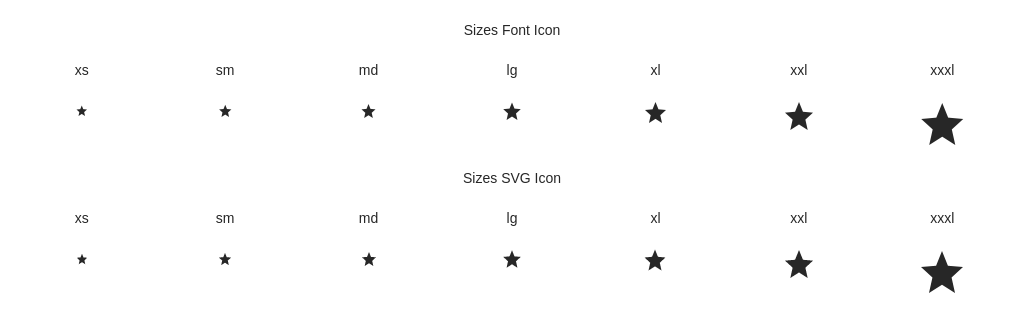 Sizes Font Icon
xs sm md lg xl xxl xxxl
Sizes SVG Icon
xs sm md lg xl xxl xxxl